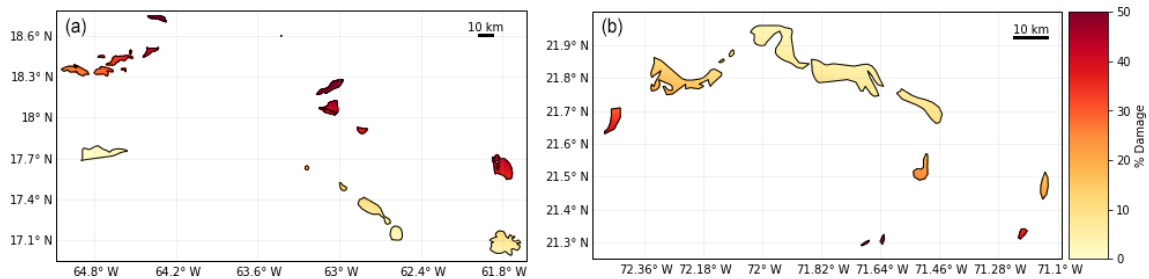 (a)
10 km
18.6° N
18.3° N
18° N
17.7° N
17.4° N
17.1° N
64.8° W 64.2° W 63.6° W 63° W 62.4° W 61.8° W
(b)
10 km
21.9° N
21.8° N
21.7° N
21.5° N
21.4° N
21.3° N
72.36° W 72.18° W 72° W 71.82° W 71.64° W 71.46° W 71.28° W 71.1° W
50
40
30
20
10
0
% Damage